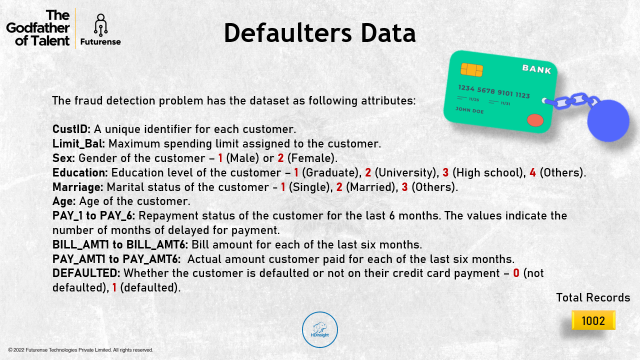 The
Godfather
of Talent
Futurense
Defaulters Data
BANK
1234 5678 9101 1123
JOHN DOE
The fraud detection problem has the dataset as following attributes:
CustID: A unique identifier for each customer.
Limit_Bal: Maximum spending limit assigned to the customer.
Sex: Gender of the customer – 1 (Male) or 2 (Female).
Education: Education level of the customer – 1 (Graduate), 2 (University), 3 (High school), 4 (Others).
Marriage: Marital status of the customer - 1 (Single), 2 (Married), 3 (Others).
Age: Age of the customer.
PAY_1 to PAY_6: Repayment status of the customer for the last 6 months. The values indicate the
number of months of delayed for payment.
BILL_AMT1 to BILL_AMT6: Bill amount for each of the last six months.
PAY_AMT1 to PAY_AMT6: Actual amount customer paid for each of the last six months.
DEFAULTED: Whether the customer is defaulted or not on their credit card payment – 0 (not
defaulted), 1 (defaulted).
Total Records
1002
© 2022 Futurense Technologies Private Limited. All rights reserved.